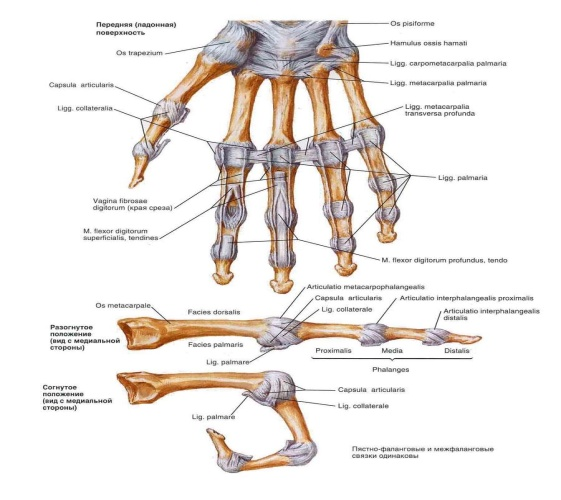 Передняя (ладонная)
поверхность
Os trapezium
Capsula articularis
Ligg. collateralia
Vagina fibrosae
digitorum (края среза)
M. flexor digitorum
superficialis, tendines
Os pisiforme
Hamulus ossis hamati
Ligg. carpometacarpalia palmaria
Ligg. metacarpalia palmaria
Ligg. metacarpalia
transversa profunda
Ligg. palmaria
M. flexor digitorum profundus, tendo
Articulatio metacarpophalangealis
Capsula articularis
Articulatio interphalangealis proximalis
Lig. collaterale
Articulatio interphalangealis
distalis
Os metacarpale
Facies dorsalis
Разогнутое
положение
(вид с медиальной
стороны)
Facies palmaris
Lig. palmare
Proximalis
Media
Distalis
Phalanges
Согнутое
положение
(вид с медиальной
стороны)
Capsula articularis
Lig. collaterale
Lig. palmare
Пястно-фаланговые и межфаланговые
связки одинаковы